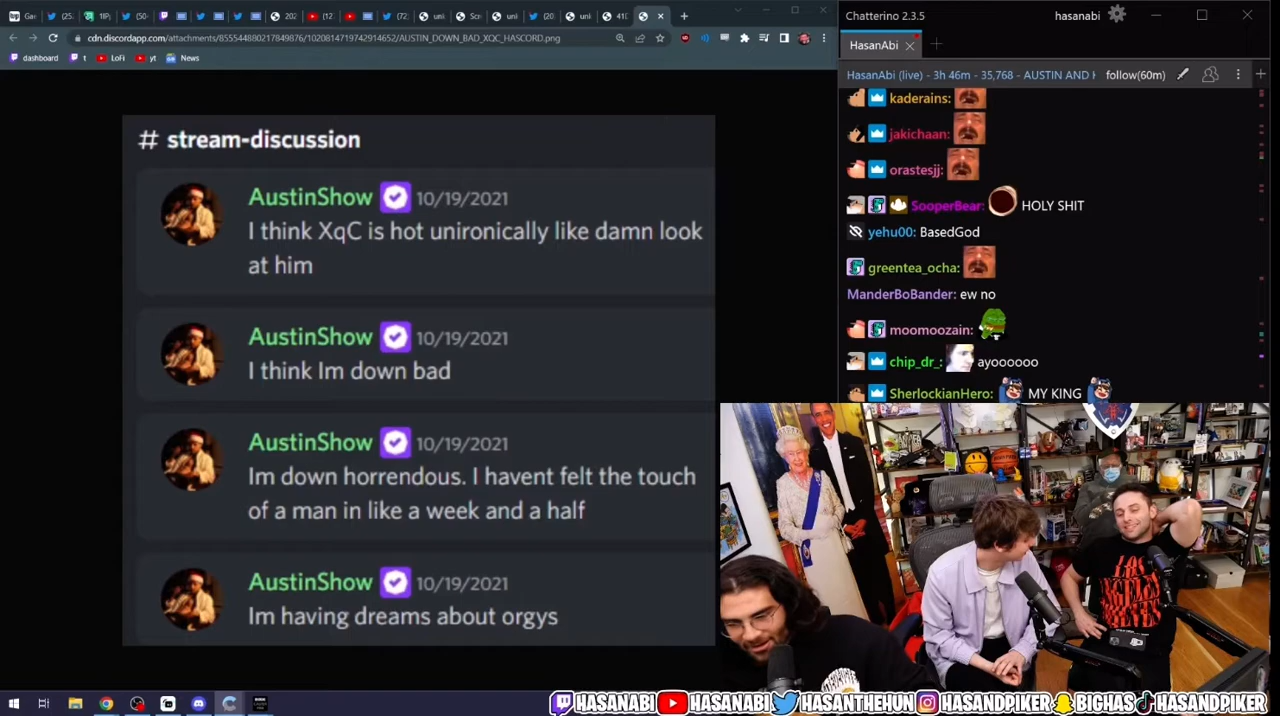 Chatterino 2.3.5
hasanabi
cdn.discordapp.com/attachments/855544880217849876/1020814719742914652/AUSTIN_DOWN_BAD_XQC_HASCORD.png
HasanAbi
dashboard
t
LoFi
yt
News
HasanAbi (live) - 3h 46m - 35,768 - AUSTIN AND
follow(60m)
# stream-discussion
AustinShow 10/19/2021
I think XqC is hot unironically like damn look
at him
AustinShow 10/19/2021
I think Im down bad
AustinShow 10/19/2021
Im down horrendous. I havent felt the touch
of a man in like a week and a half
AustinShow 10/19/2021
Im having dreams about orgys
kaderains:
jakichaan:
orastesjj:
SooperBear: HOLY SHIT
yehu00: BasedGod
greentea_ocha:
ManderBoBander: ew no
moomoozain:
chip_dr_: ayoooooo
SherlockianHero: MY KING
LOS
ANGELES
HASANABI
HASANABI
HASANTHEHUN
HASANDPIKER
BIGHAS
HASANDPIKER